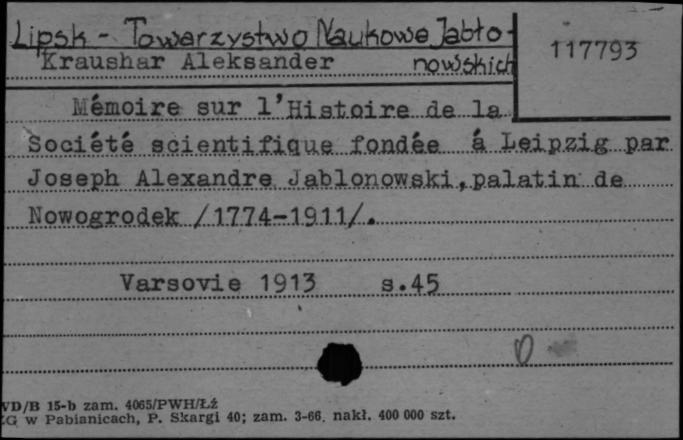 Lipsk - Towarzystwo Naukowe Jabło-
nowskich
Kraushar Aleksander
117793
Mémoire sur l'Histoire de la
Société scientifique fondée á Leipzig par
Joseph Alexandre Jablonowski, palatin de
Nowogrodek /1774-1911/.
Varsovie 1913 s.45
VD/B 15-b zam. 4065/PWH/Łź
ZG w Pabianicach, P. Skargi 40; zam. 3-66. nakł. 400 000 szt.